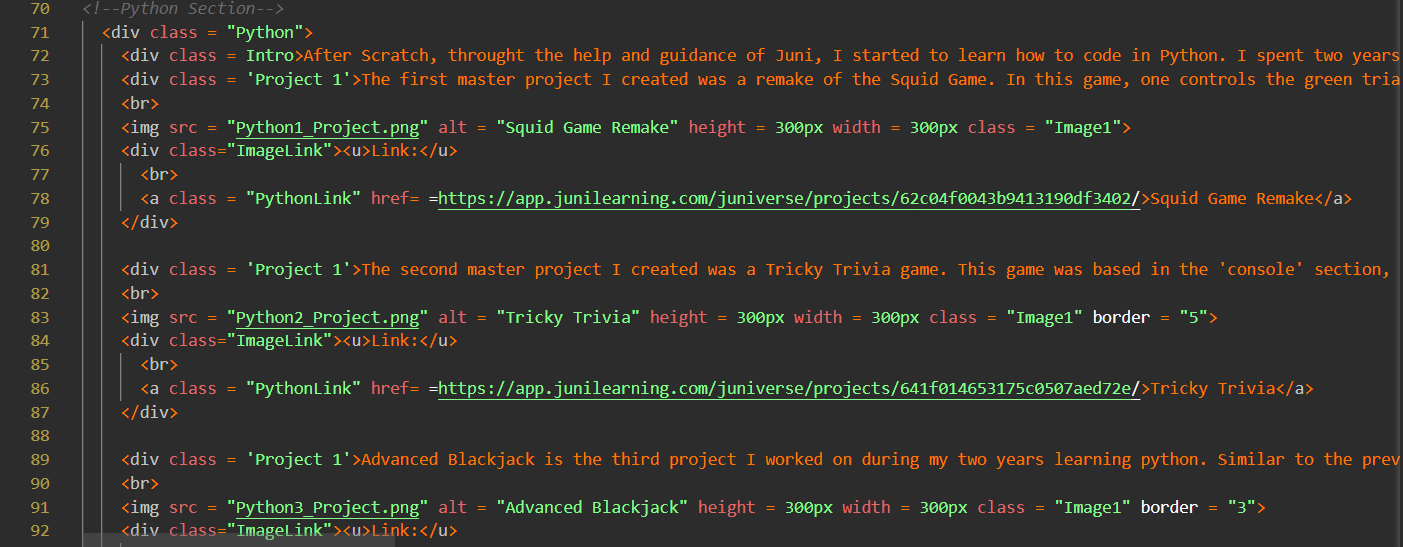 70 <!--Python Section-->
71 <div class = "Python">
72 <div class = Intro>After Scratch, throught the help and guidance of Juni, I started to learn how to code in Python. I spent two years
73 <div class = 'Project 1'>The first master project I created was a remake of the Squid Game. In this game, one controls the green tria
74 <br>
75 <img src = "Python1_Project.png" alt = "Squid Game Remake" height = 300px width = 300px class = "Image1">
76 <div class="ImageLink"><u>Link:</u>
77 <br>
78 <a class = "PythonLink" href= =https://app.junilearning.com/juniverse/projects/62c04f0043b9413190df3402/>Squid Game Remake</a>
79 </div>
80
81 <div class = 'Project 1'>The second master project I created was a Tricky Trivia game. This game was based in the 'console' section,
82 <br>
83 <img src = "Python2_Project.png" alt = "Tricky Trivia" height = 300px width = 300px class = "Image1" border = "5">
84 <div class="ImageLink"><u>Link:</u>
85 <br>
86 <a class = "PythonLink" href= =https://app.junilearning.com/juniverse/projects/641f014653175c0507aed72e/>Tricky Trivia</a>
87 </div>
88
89 <div class = 'Project 1'>Advanced Blackjack is the third project I worked on during my two years learning python. Similar to the prev
90 <br>
91 <img src = "Python3_Project.png" alt = "Advanced Blackjack" height = 300px width = 300px class = "Image1" border = "3">
92 <div class="ImageLink"><u>Link:</u>